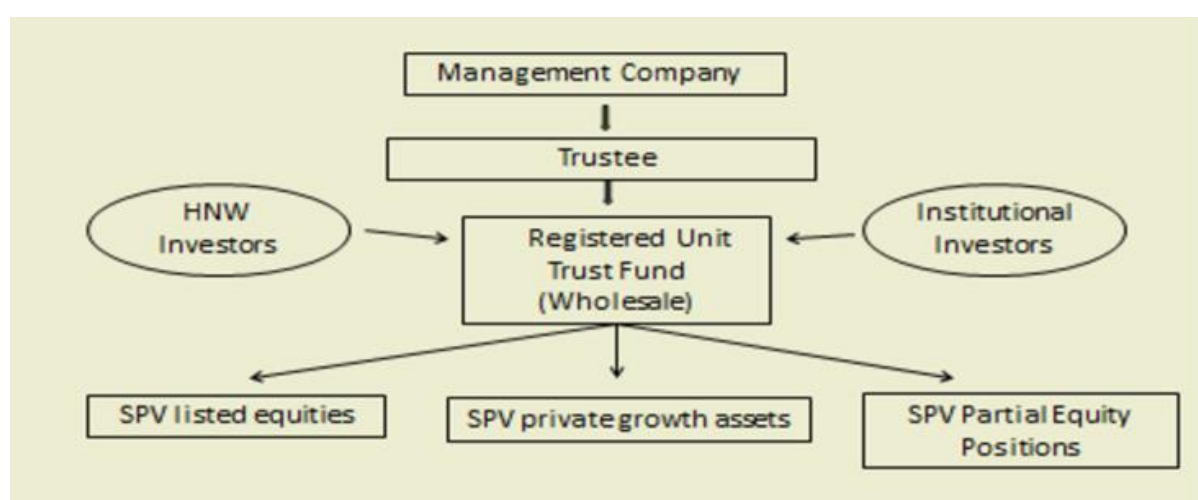 Management Company
Trustee
HNW
Investors
Registered Unit
Trust Fund
(Wholesale)
Institutional
Investors
SPV listed equities
SPV private growth assets
SPV Partial Equity
Positions